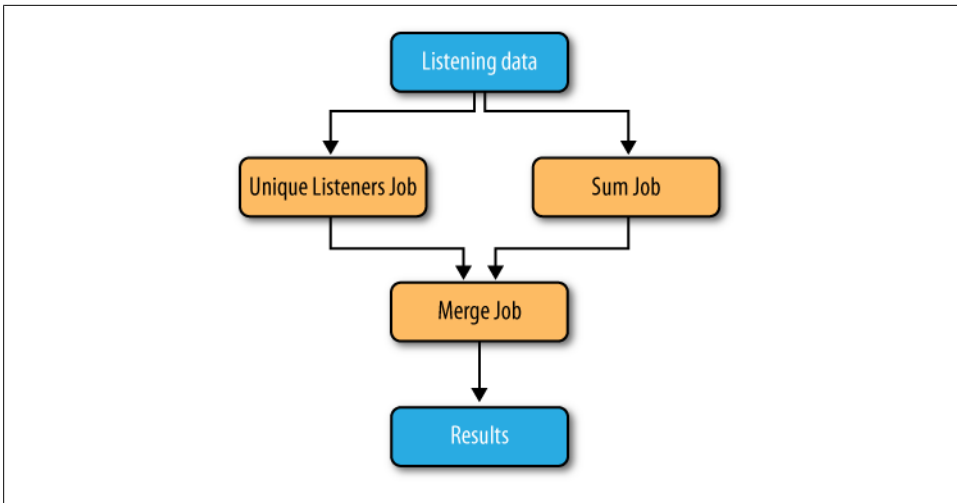 Listening data
Unique Listeners Job
Sum Job
Merge Job
Results